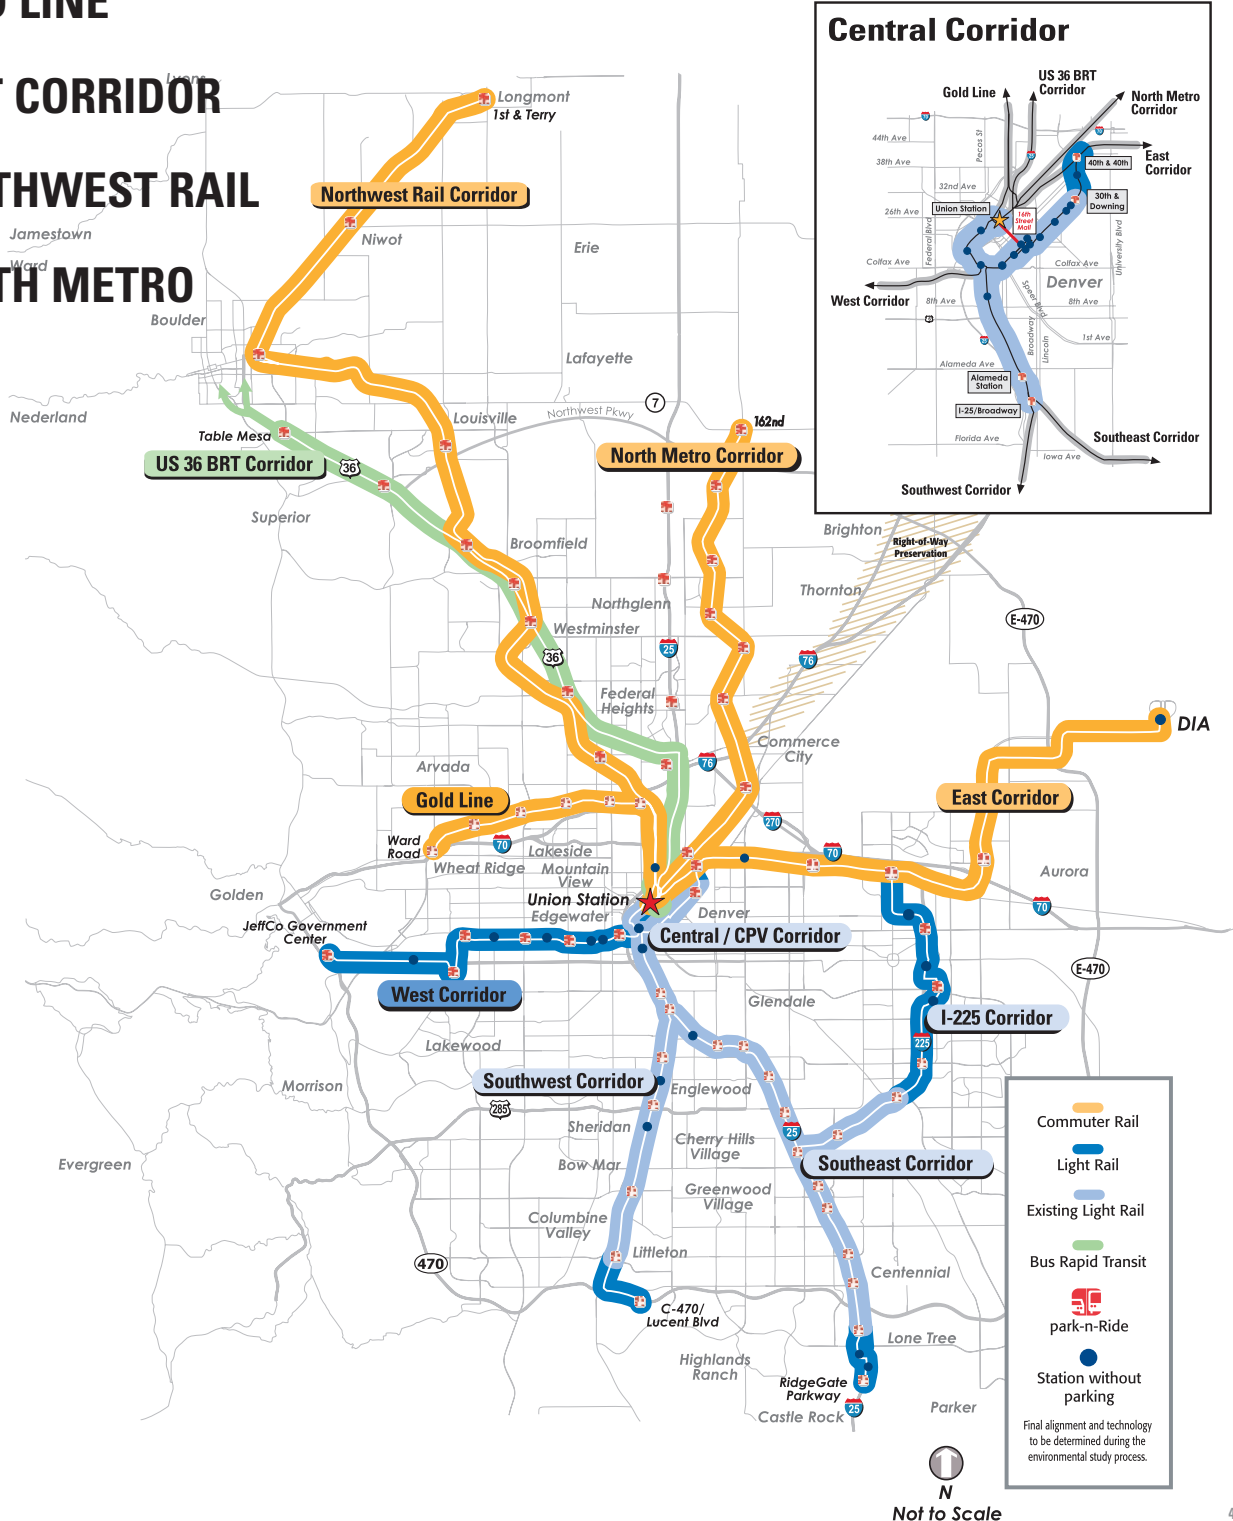 LINE
CORRIDOR
THWEST RAIL
TH METRO
Lyons
Longmont
1st & Terry
Northwest Rail Corridor
Jamestown
Ward
Niwot
Erie
Boulder
Lafayette
Nederland
Louisville
Northwest Pkwy
7
162nd
Table Mesa
US 36 BRT Corridor
36
North Metro Corridor
Superior
Broomfield
Brighton
Right-of-Way
Preservation
Thornton
Northglenn
Westminster
E-470
36
25
76
Federal
Heights
DIA
Commerce
City
76
Arvada
Gold Line
East Corridor
270
Ward
Road
70
Lakeside
70
Wheat Ridge
Mountain
View
Aurora
Golden
Union Station
Edgewater
Denver
70
JeffCo Government
Center
Central / CPV Corridor
E-470
West Corridor
Glendale
I-225 Corridor
225
Lakewood
Morrison
Southwest Corridor
Englewood
285
Sheridan
25
Cherry Hills
Village
Evergreen
Bow Mar
Southeast Corridor
Greenwood
Village
Columbine
Valley
470
Littleton
Centennial
C-470/
Lucent Blvd
Lone Tree
Highlands
Ranch
RidgeGate
Parkway
25
Castle Rock
Parker
N
Not to Scale
4
Central Corridor
Gold Line
US 36 BRT
Corridor
North Metro
Corridor
East
Corridor
44th Ave
Pecos St
38th Ave
40th & 40th
32nd Ave
30th &
Downing
26th Ave
Union Station
16th
Street
Mall
Federal Blvd
University Blvd
Colfax Ave
Colfax Ave
Denver
West Corridor
8th Ave
Speer Blvd
8th Ave
Broadway
Lincoln
1st Ave
Alameda Ave
Alameda
Station
I-25/Broadway
Florida Ave
Iowa Ave
Southeast Corridor
Southwest Corridor
Commuter Rail
Light Rail
Existing Light Rail
Bus Rapid Transit
park-n-Ride
Station without
parking
Final alignment and technology
to be determined during the
environmental study process.